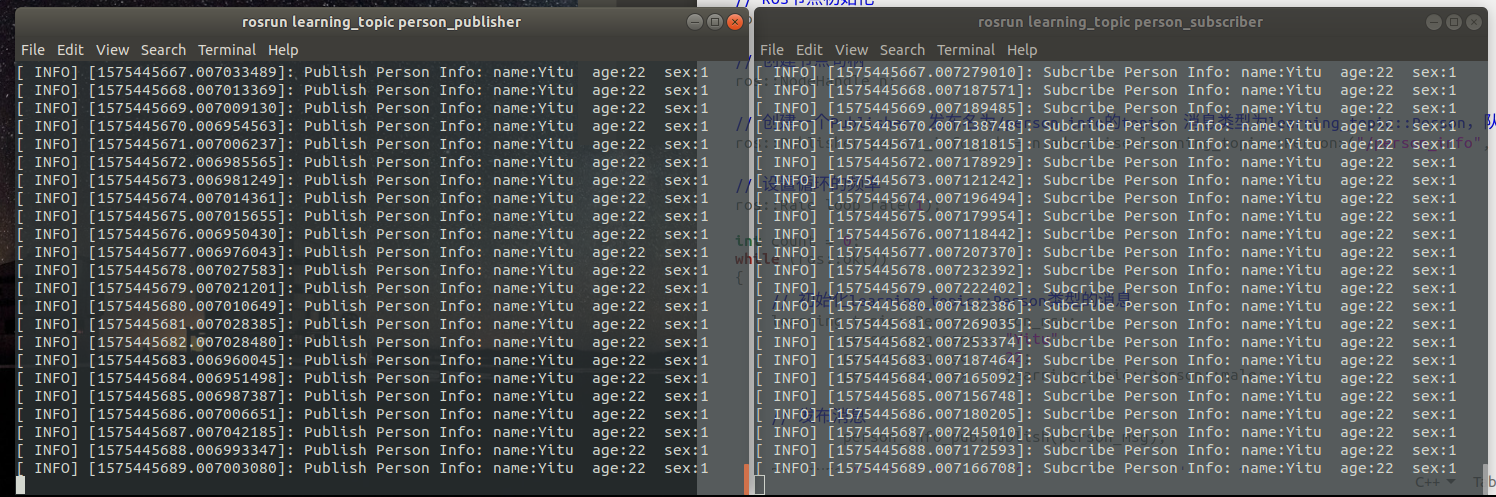 rosrun learning_topic person_publisher
File Edit View Search Terminal Help
[ INFO] [1575445667.007033489]: Publish Person Info: name:Yitu  age:22  sex:1
[ INFO] [1575445668.007013369]: Publish Person Info: name:Yitu  age:22  sex:1
[ INFO] [1575445669.007009130]: Publish Person Info: name:Yitu  age:22  sex:1
[ INFO] [1575445670.006954563]: Publish Person Info: name:Yitu  age:22  sex:1
[ INFO] [1575445671.007006237]: Publish Person Info: name:Yitu  age:22  sex:1
[ INFO] [1575445672.006985565]: Publish Person Info: name:Yitu  age:22  sex:1
[ INFO] [1575445673.006981249]: Publish Person Info: name:Yitu  age:22  sex:1
[ INFO] [1575445674.007014361]: Publish Person Info: name:Yitu  age:22  sex:1
[ INFO] [1575445675.007015655]: Publish Person Info: name:Yitu  age:22  sex:1
[ INFO] [1575445676.006950430]: Publish Person Info: name:Yitu  age:22  sex:1
[ INFO] [1575445677.006976043]: Publish Person Info: name:Yitu  age:22  sex:1
[ INFO] [1575445678.007027583]: Publish Person Info: name:Yitu  age:22  sex:1
[ INFO] [1575445679.007021201]: Publish Person Info: name:Yitu  age:22  sex:1
[ INFO] [1575445680.007010649]: Publish Person Info: name:Yitu  age:22  sex:1
[ INFO] [1575445681.007028385]: Publish Person Info: name:Yitu  age:22  sex:1
[ INFO] [1575445682.007028480]: Publish Person Info: name:Yitu  age:22  sex:1
[ INFO] [1575445683.006960045]: Publish Person Info: name:Yitu  age:22  sex:1
[ INFO] [1575445684.006951498]: Publish Person Info: name:Yitu  age:22  sex:1
[ INFO] [1575445685.006987387]: Publish Person Info: name:Yitu  age:22  sex:1
[ INFO] [1575445686.007006651]: Publish Person Info: name:Yitu  age:22  sex:1
[ INFO] [1575445687.007042185]: Publish Person Info: name:Yitu  age:22  sex:1
[ INFO] [1575445688.006993347]: Publish Person Info: name:Yitu  age:22  sex:1
[ INFO] [1575445689.007003080]: Publish Person Info: name:Yitu  age:22  sex:1
rosrun learning_topic person_subscriber
File Edit View Search Terminal Help
[ INFO] [1575445667.007279010]: Subcribe Person Info: name:Yitu  age:22  sex:1
[ INFO] [1575445668.007187571]: Subcribe Person Info: name:Yitu  age:22  sex:1
[ INFO] [1575445669.007189485]: Subcribe Person Info: name:Yitu  age:22  sex:1
[ INFO] [1575445670.007138748]: Subcribe Person Info: name:Yitu  age:22  sex:1
[ INFO] [1575445671.007181815]: Subcribe Person Info: name:Yitu  age:22  sex:1
[ INFO] [1575445672.007178929]: Subcribe Person Info: name:Yitu  age:22  sex:1
[ INFO] [1575445673.007121242]: Subcribe Person Info: name:Yitu  age:22  sex:1
[ INFO] [1575445674.007196494]: Subcribe Person Info: name:Yitu  age:22  sex:1
[ INFO] [1575445675.007179954]: Subcribe Person Info: name:Yitu  age:22  sex:1
[ INFO] [1575445676.007118442]: Subcribe Person Info: name:Yitu  age:22  sex:1
[ INFO] [1575445677.007207370]: Subcribe Person Info: name:Yitu  age:22  sex:1
[ INFO] [1575445678.007232392]: Subcribe Person Info: name:Yitu  age:22  sex:1
[ INFO] [1575445679.007222402]: Subcribe Person Info: name:Yitu  age:22  sex:1
[ INFO] [1575445680.007182386]: Subcribe Person Info: name:Yitu  age:22  sex:1
[ INFO] [1575445681.007269035]: Subcribe Person Info: name:Yitu  age:22  sex:1
[ INFO] [1575445682.007253374]: Subcribe Person Info: name:Yitu  age:22  sex:1
[ INFO] [1575445683.007187464]: Subcribe Person Info: name:Yitu  age:22  sex:1
[ INFO] [1575445684.007165092]: Subcribe Person Info: name:Yitu  age:22  sex:1
[ INFO] [1575445685.007156748]: Subcribe Person Info: name:Yitu  age:22  sex:1
[ INFO] [1575445686.007180205]: Subcribe Person Info: name:Yitu  age:22  sex:1
[ INFO] [1575445687.007245010]: Subcribe Person Info: name:Yitu  age:22  sex:1
[ INFO] [1575445688.007172593]: Subcribe Person Info: name:Yitu  age:22  sex:1
[ INFO] [1575445689.007166708]: Subcribe Person Info: name:Yitu  age:22  sex:1
C++